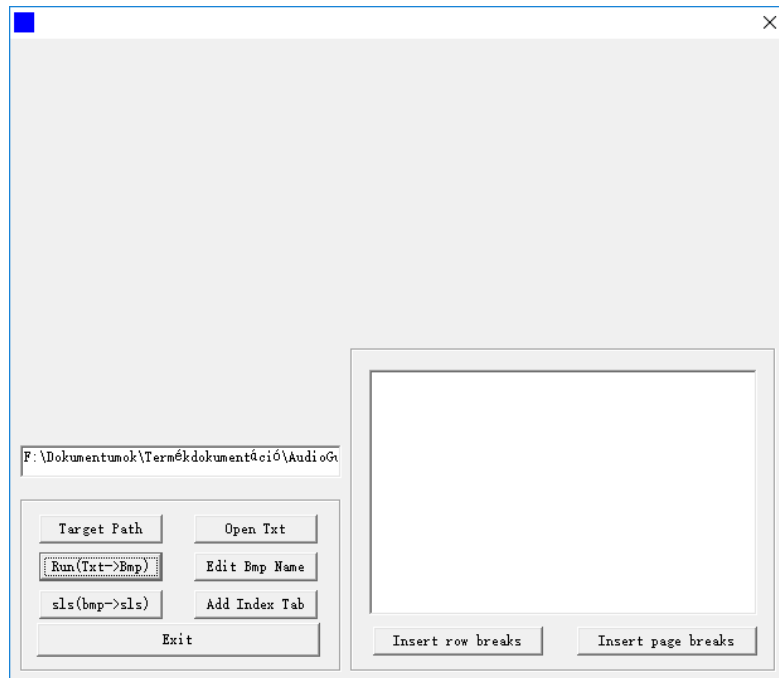 F:\Dokumentumok\Termékdokumentáció\AudioGu
Target Path
Open Txt
Run(Txt->Bmp)
Edit Bmp Name
sls(bmp->sls)
Add Index Tab
Exit
Insert row breaks
Insert page breaks